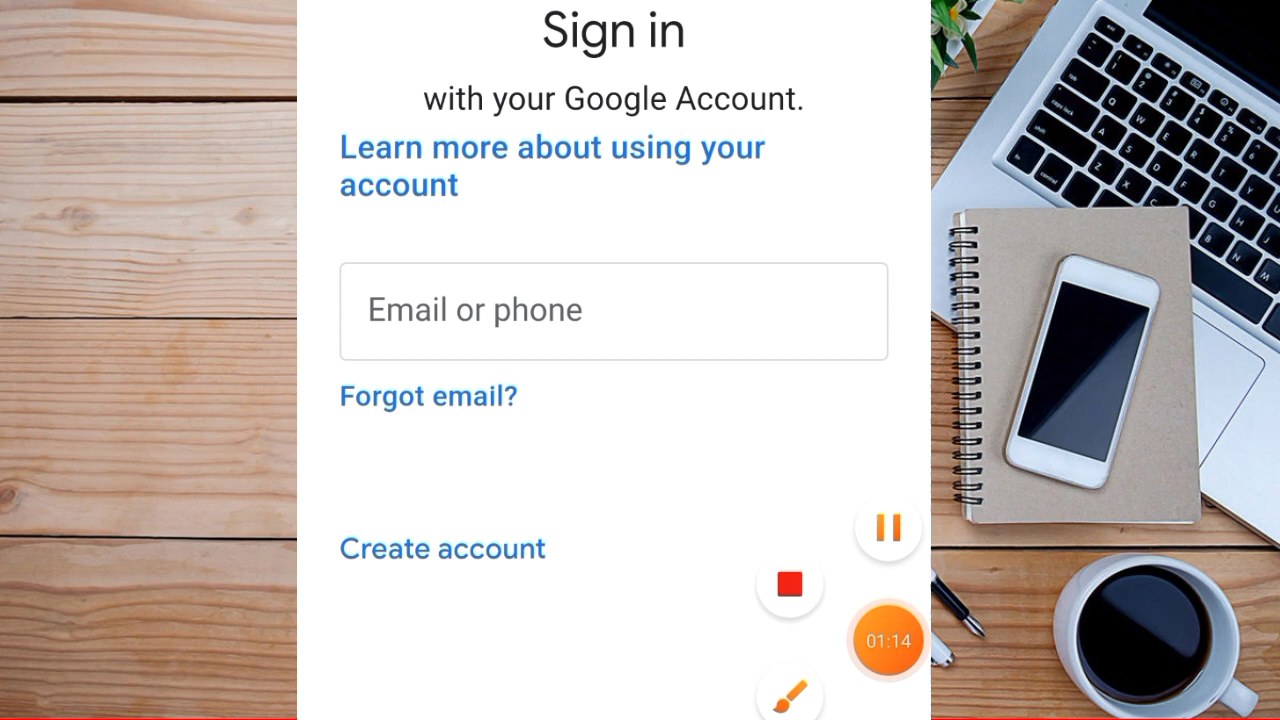 Sign in
with your Google Account.
Learn more about using your
account
Email or phone
Forgot email?
Create account
01:14